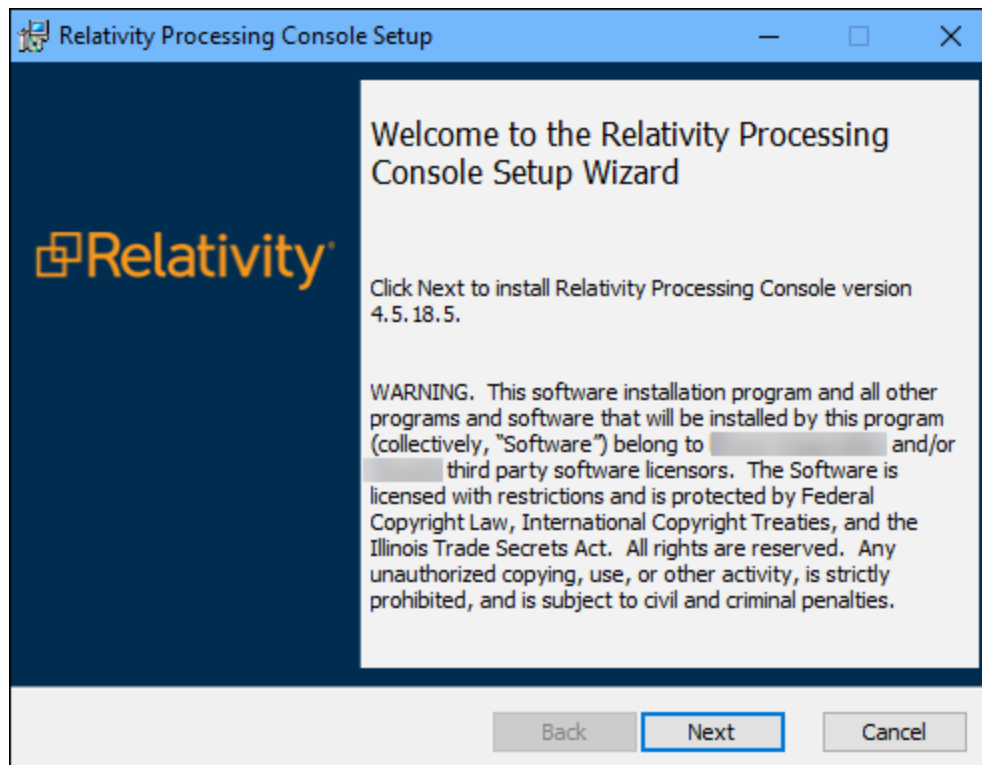 Relativity Processing Console Setup
Welcome to the Relativity Processing
Console Setup Wizard
Relativity®
Click Next to install Relativity Processing Console version
4.5.18.5.
WARNING.  This software installation program and all other
programs and software that will be installed by this program
(collectively, “Software”) belong to and/or
third party software licensors.  The Software is
licensed with restrictions and is protected by Federal
Copyright Law, International Copyright Treaties, and the
Illinois Trade Secrets Act.  All rights are reserved.  Any
unauthorized copying, use, or other activity, is strictly
prohibited, and is subject to civil and criminal penalties.
Back Next Cancel